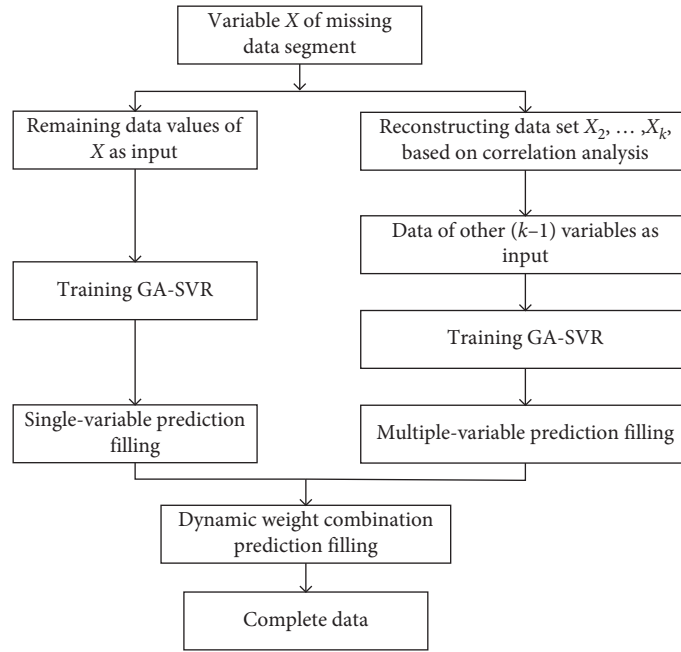 Variable X of missing
data segment
Remaining data values of
X as input
Reconstructing data set X₂, … ,Xₖ,
based on correlation analysis
Data of other (k–1) variables as
input
Training GA-SVR
Training GA-SVR
Single-variable prediction
filling
Multiple-variable prediction filling
Dynamic weight combination
prediction filling
Complete data